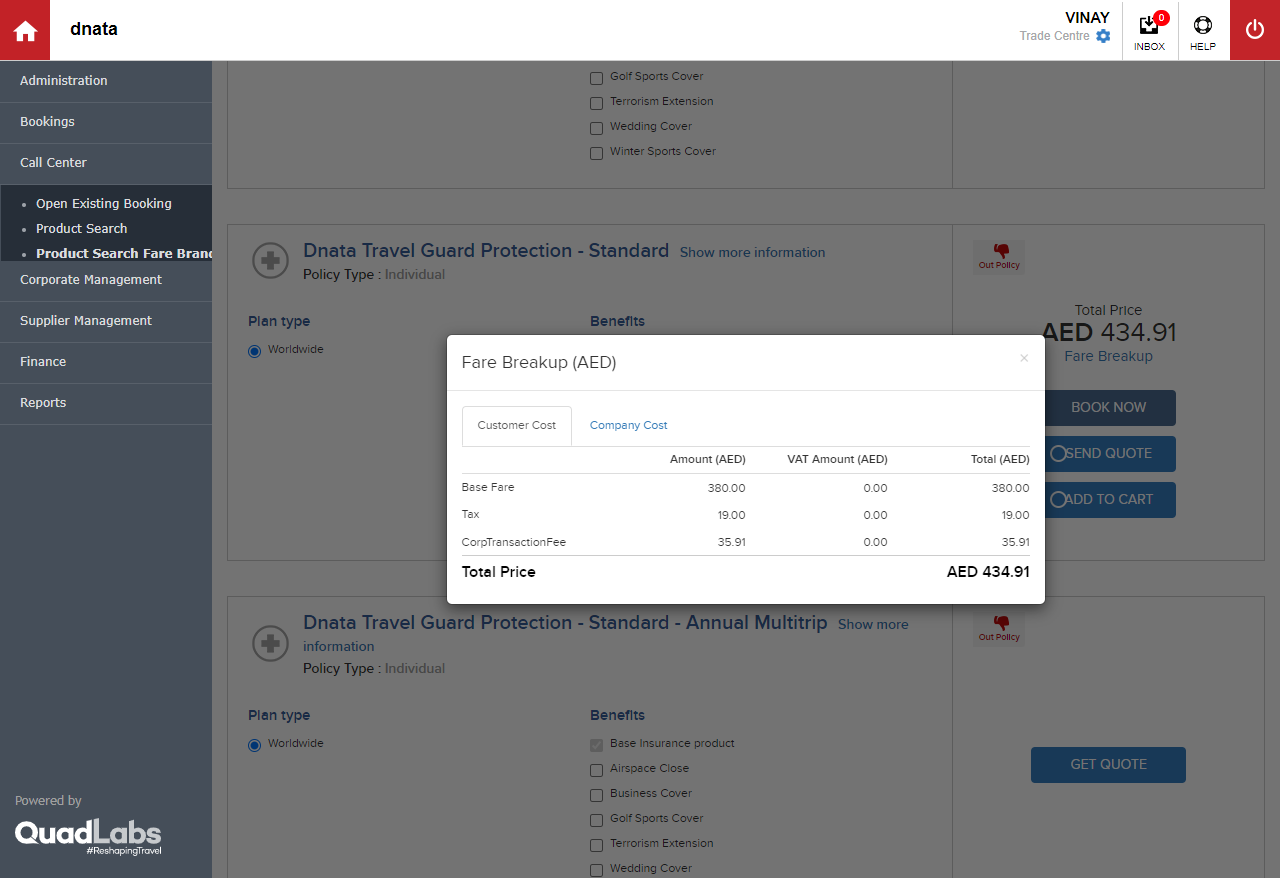 dnata
VINAY
Trade Centre
0
INBOX
HELP
Administration
Bookings
Call Center
Open Existing Booking
Product Search
Product Search Fare Brand
Corporate Management
Supplier Management
Finance
Reports
Powered by
QuadLabs
#ReshapingTravel
Golf Sports Cover
Terrorism Extension
Wedding Cover
Winter Sports Cover
Dnata Travel Guard Protection - Standard Show more information
Policy Type : Individual
Out Policy
Plan type
Benefits
Worldwide
Total Price
AED 434.91
Fare Breakup
BOOK NOW
SEND QUOTE
ADD TO CART
Fare Breakup (AED)
×
Customer Cost Company Cost
Amount (AED) VAT Amount (AED) Total (AED)
Base Fare 380.00 0.00 380.00
Tax 19.00 0.00 19.00
CorpTransactionFee 35.91 0.00 35.91
Total Price AED 434.91
Dnata Travel Guard Protection - Standard - Annual Multitrip Show more
information
Policy Type : Individual
Out Policy
Plan type
Benefits
Worldwide
Base Insurance product
Airspace Close
Business Cover
Golf Sports Cover
Terrorism Extension
Wedding Cover
GET QUOTE